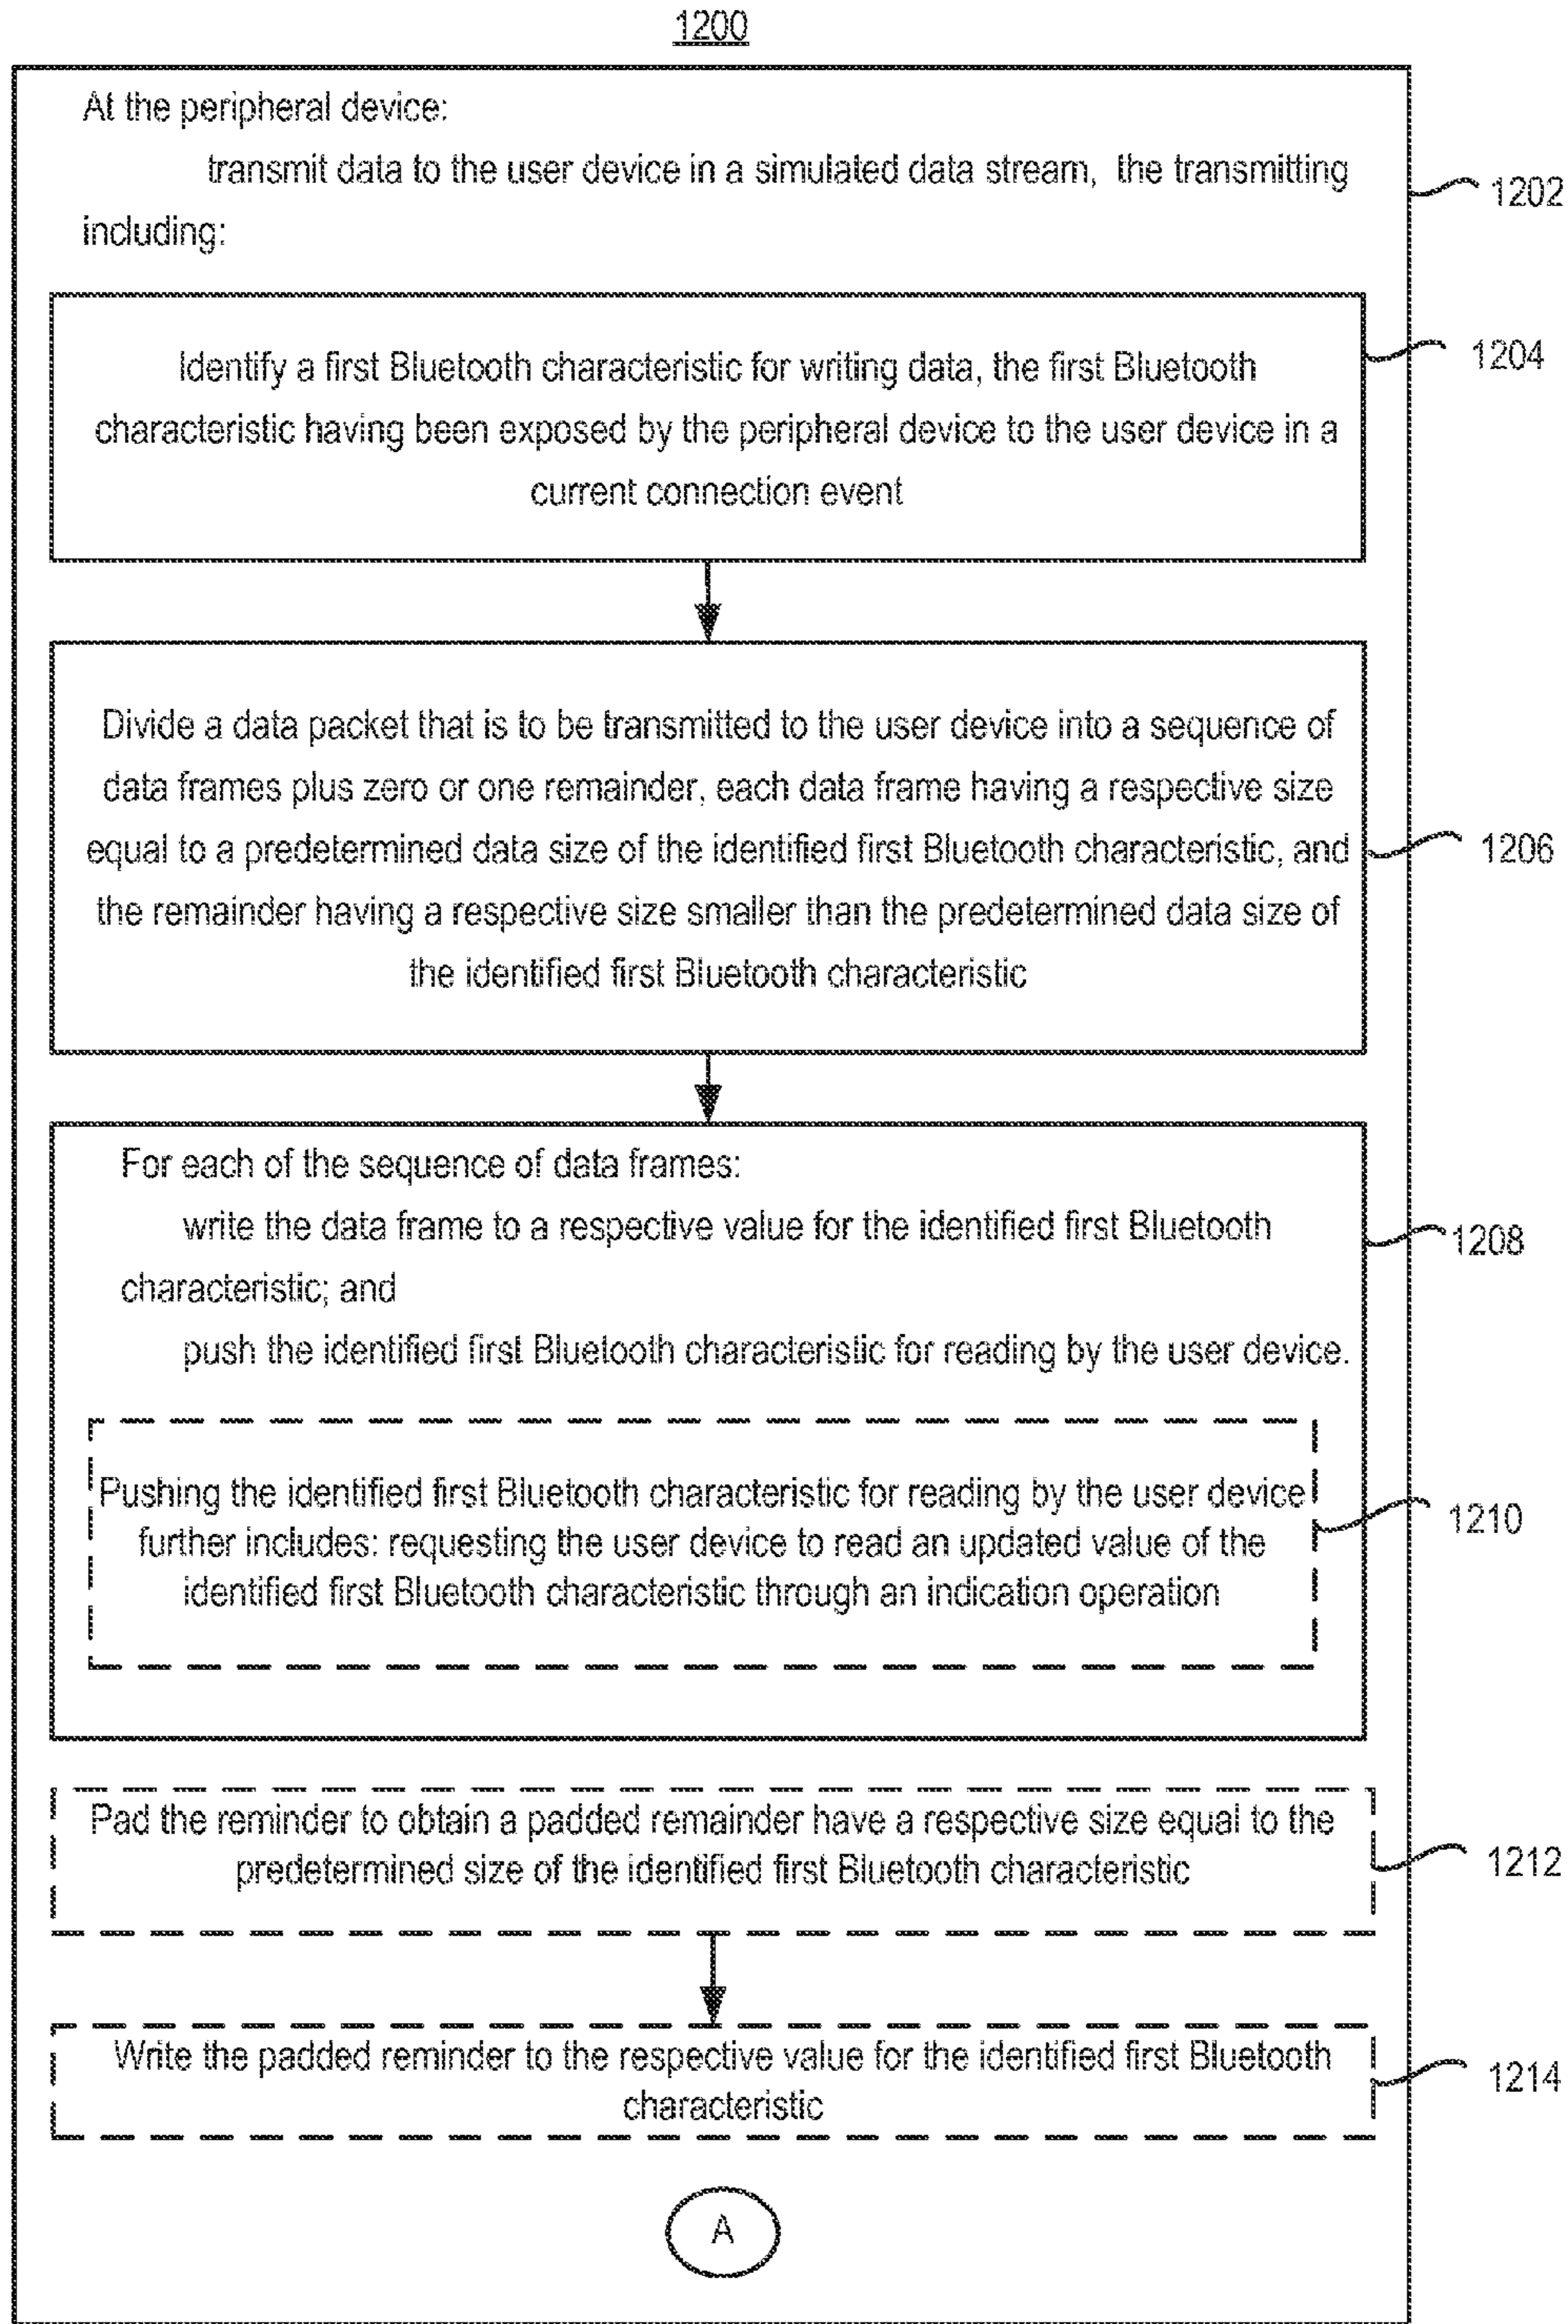 1200
At the peripheral device:
transmit data to the user device in a simulated data stream, the transmitting
including:
1202
Identify a first Bluetooth characteristic for writing data, the first Bluetooth
characteristic having been exposed by the peripheral device to the user device in a
current connection event
1204
Divide a data packet that is to be transmitted to the user device into a sequence of
data frames plus zero or one remainder, each data frame having a respective size
equal to a predetermined data size of the identified first Bluetooth characteristic, and
the remainder having a respective size smaller than the predetermined data size of
the identified first Bluetooth characteristic
1206
For each of the sequence of data frames:
write the data frame to a respective value for the identified first Bluetooth
characteristic; and
push the identified first Bluetooth characteristic for reading by the user device.
1208
Pushing the identified first Bluetooth characteristic for reading by the user device
further includes: requesting the user device to read an updated value of the
identified first Bluetooth characteristic through an indication operation
1210
Pad the reminder to obtain a padded remainder have a respective size equal to the
predetermined size of the identified first Bluetooth characteristic
1212
Write the padded reminder to the respective value for the identified first Bluetooth
characteristic
1214
A